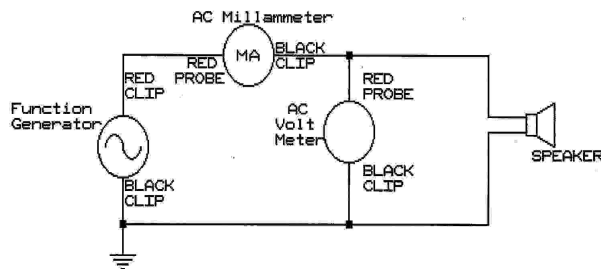 AC Millammeter
MA
RED
PROBE
BLACK
CLIP
RED
CLIP
Function
Generator
BLACK
CLIP
RED
PROBE
AC
Volt
Meter
BLACK
CLIP
SPEAKER